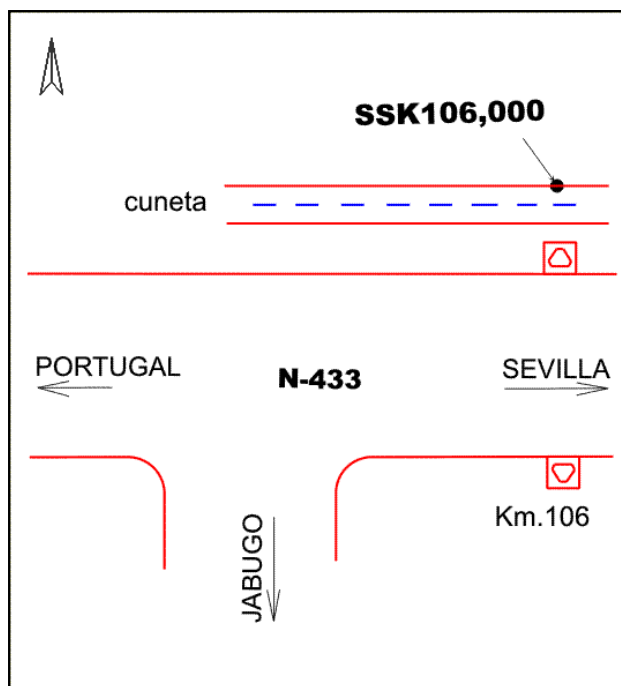 SSK106,000
cuneta
PORTUGAL
N-433
SEVILLA
Km.106
JABUGO